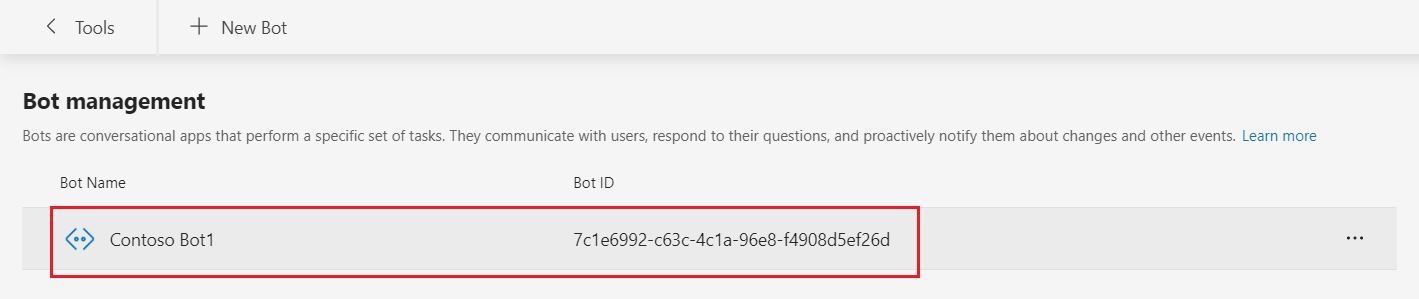 Tools
New Bot
Bot management
Bots are conversational apps that perform a specific set of tasks. They communicate with users, respond to their questions, and proactively notify them about changes and other events. Learn more
Bot Name Bot ID
Contoso Bot1 7c1e6992-c63c-4c1a-96e8-f4908d5ef26d